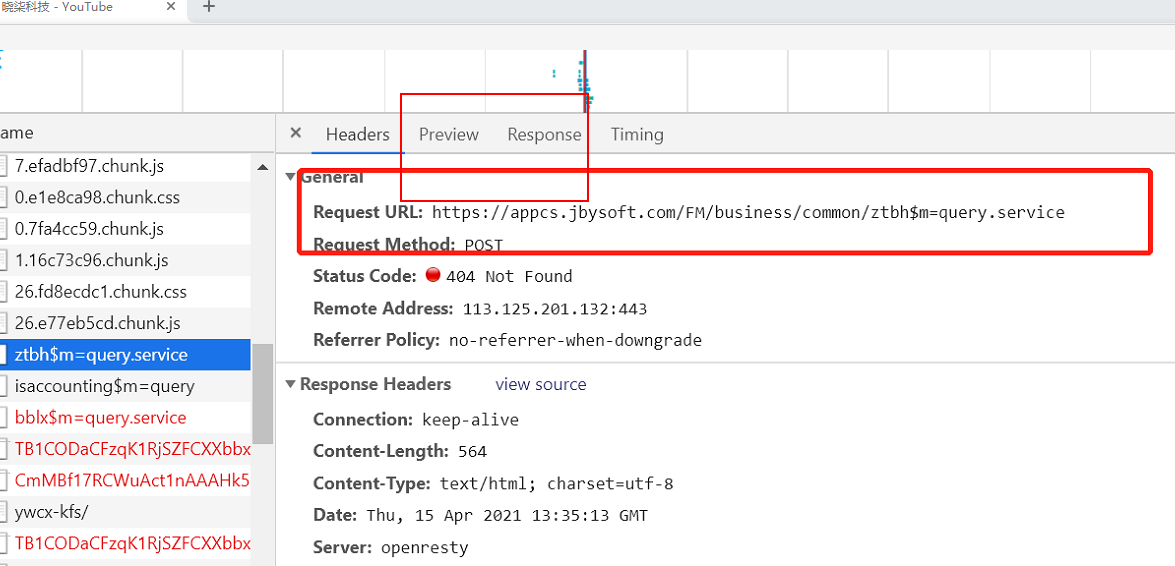 晓柒科技 - YouTube
ame
Headers Preview Response Timing
7.efadbf97.chunk.js
0.e1e8ca98.chunk.css
0.7fa4cc59.chunk.js
1.16c73c96.chunk.js
26.fd8ecdc1.chunk.css
26.e77eb5cd.chunk.js
ztbh$m=query.service
isaccounting$m=query
bblx$m=query.service
TB1CODaCFzqK1RjSZFCXXbbx
CmMBf17RCWuAct1nAAAHk5
ywcx-kfs/
TB1CODaCFzqK1RjSZFCXXbbx
General
Request URL: https://appcs.jbysoft.com/FM/business/common/ztbh$m=query.service
Request Method: POST
Status Code: 404 Not Found
Remote Address: 113.125.201.132:443
Referrer Policy: no-referrer-when-downgrade
Response Headers view source
Connection: keep-alive
Content-Length: 564
Content-Type: text/html; charset=utf-8
Date: Thu, 15 Apr 2021 13:35:13 GMT
Server: openresty